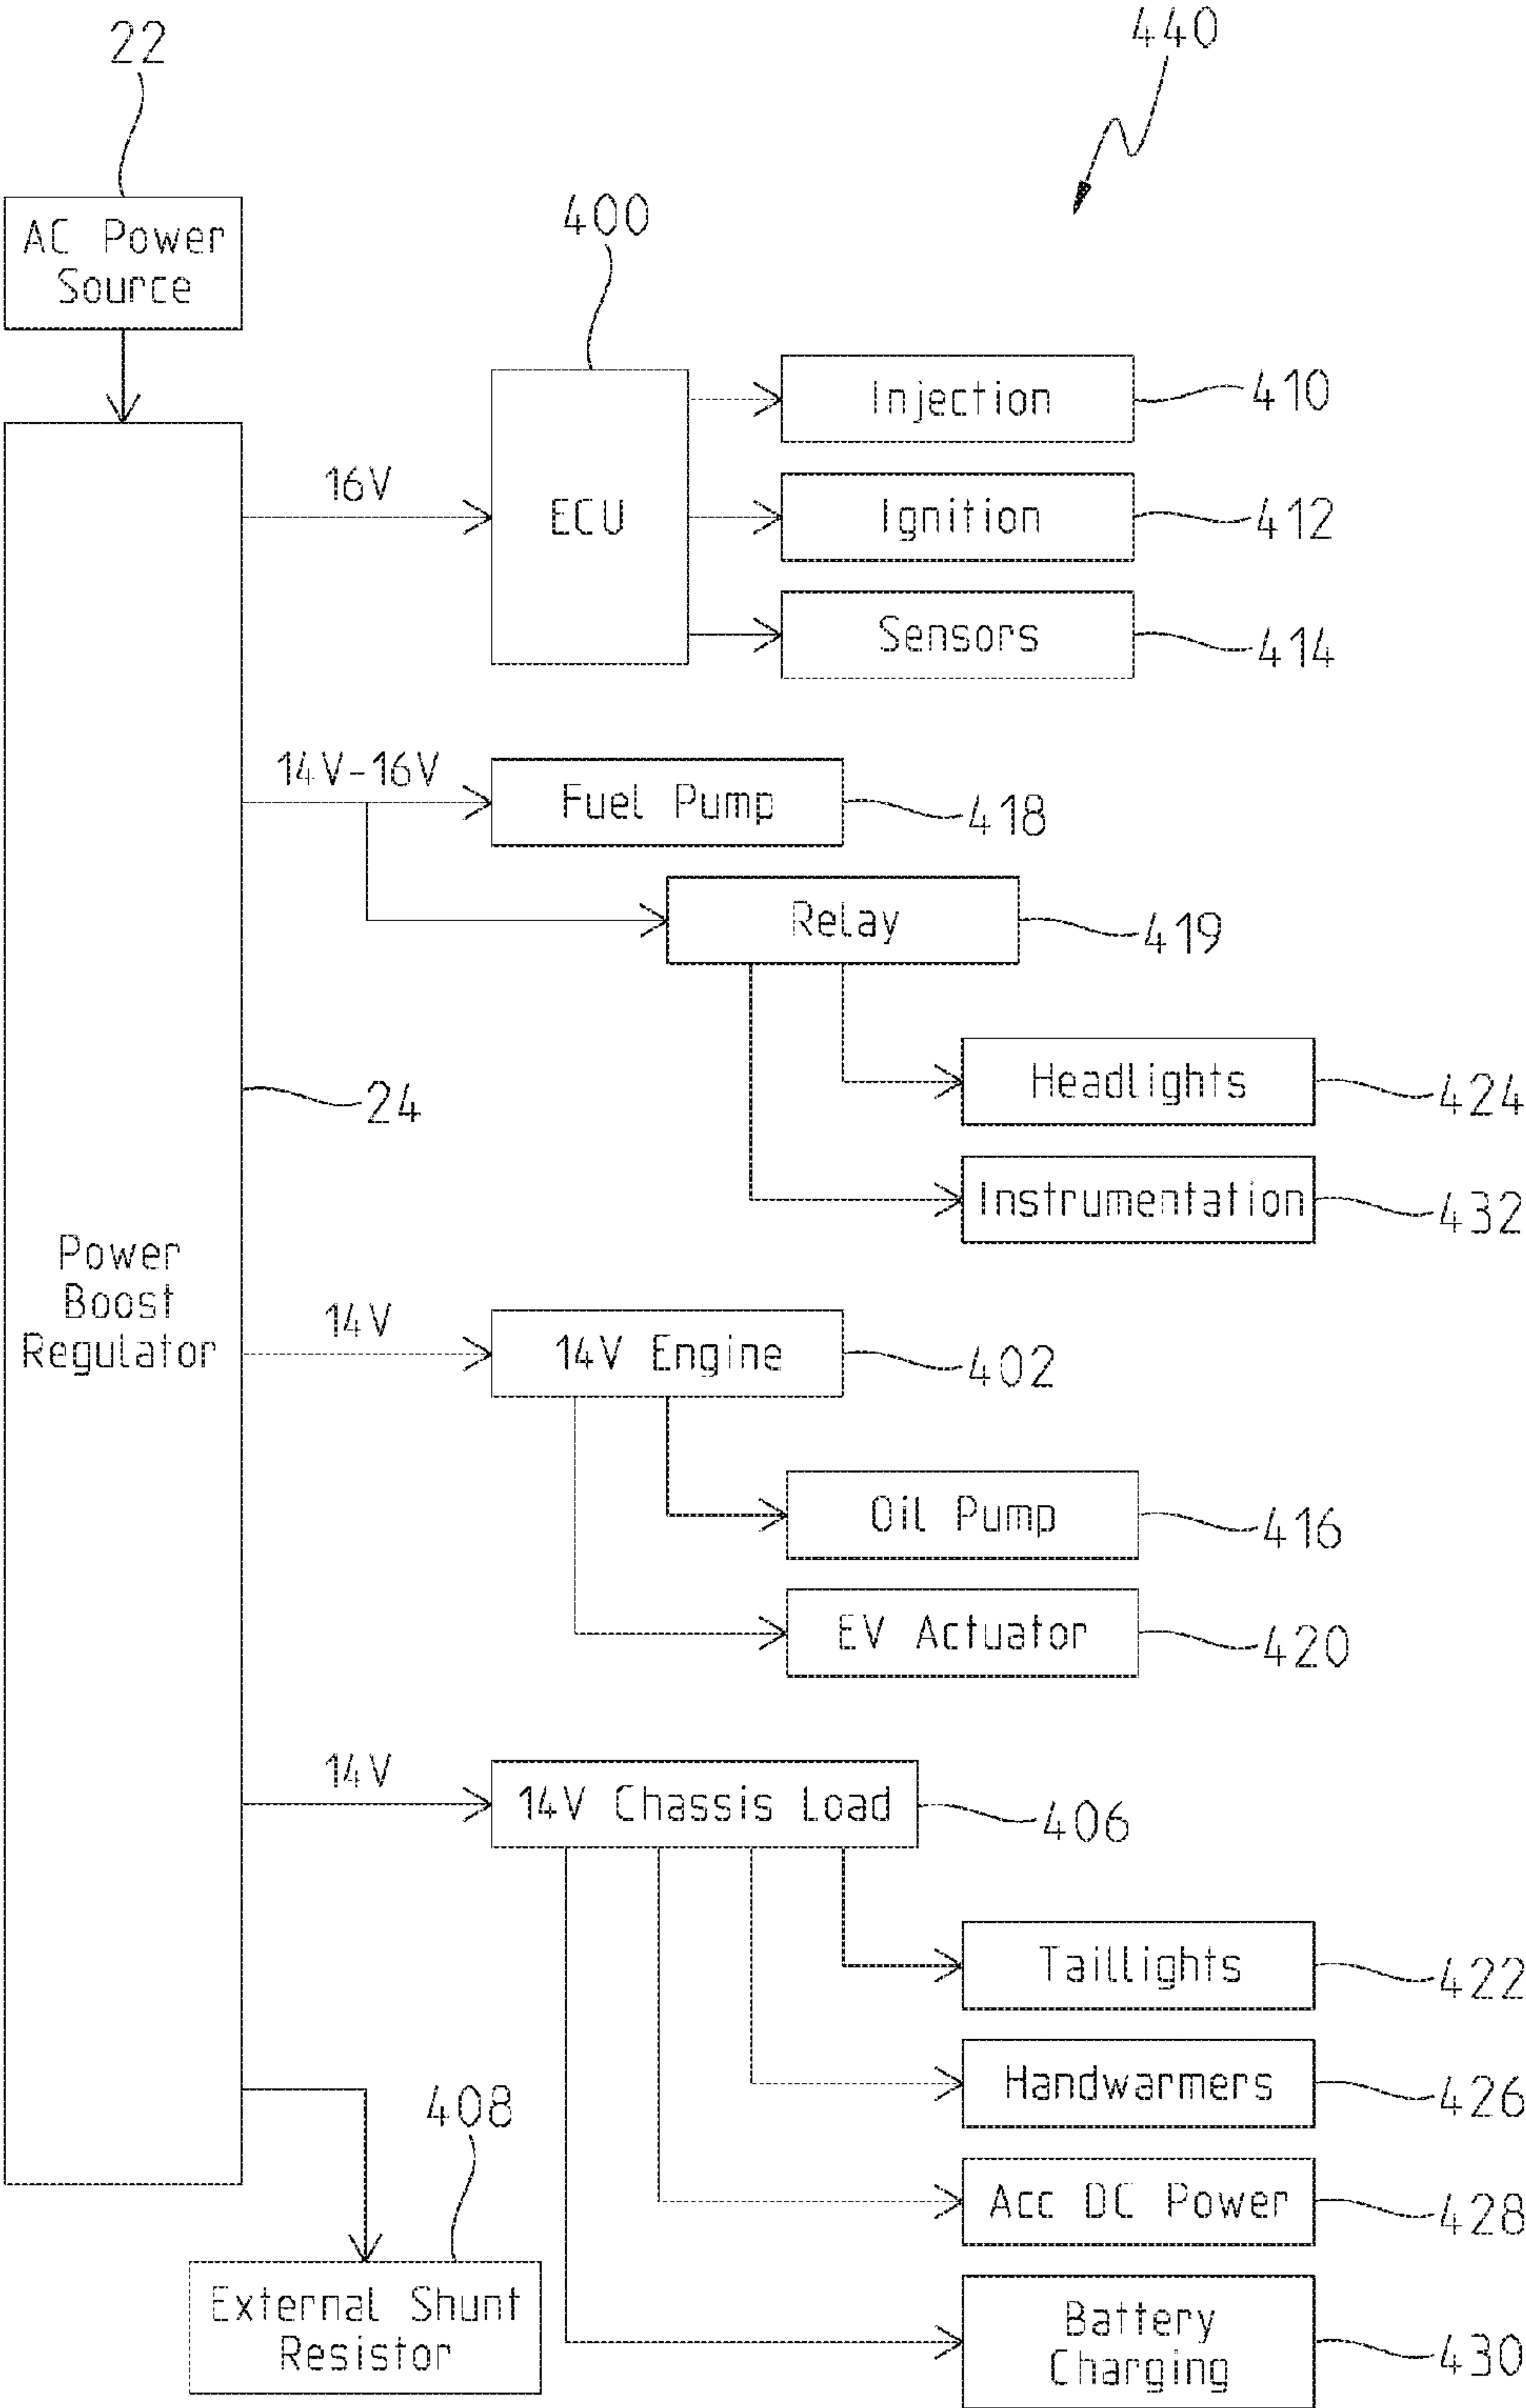 440
22
AC Power
Source
400
Injection
410
16V
ECU
Ignition
412
Sensors
414
14V-16V
Fuel Pump
418
Relay
419
Headlights
424
24
Instrumentation
432
Power
Boost
Regulator
14V
14V Engine
402
Oil Pump
416
EV Actuator
420
14V
14V Chassis Load
406
Taillights
422
Handwarmers
426
408
Acc DC Power
428
External Shunt
Resistor
Battery
Charging
430